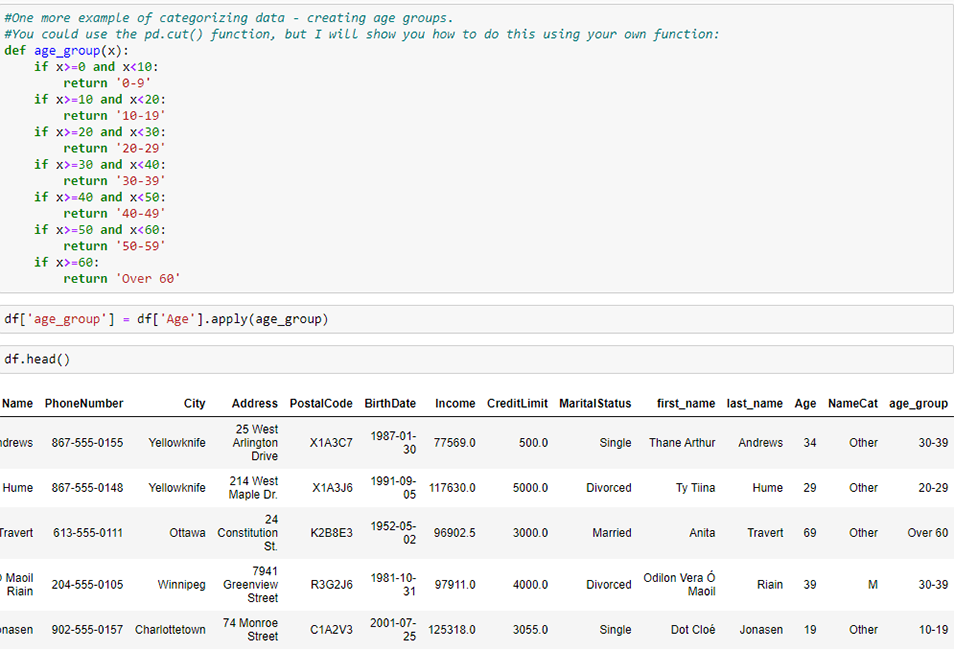 #One more example of categorizing data - creating age groups.
#You could use the pd.cut() function, but I will show you how to do this using your own function:
def age_group(x):
    if x>=0 and x<10:
        return '0-9'
    if x>=10 and x<20:
        return '10-19'
    if x>=20 and x<30:
        return '20-29'
    if x>=30 and x<40:
        return '30-39'
    if x>=40 and x<50:
        return '40-49'
    if x>=50 and x<60:
        return '50-59'
    if x>=60:
        return 'Over 60'
df['age_group'] = df['Age'].apply(age_group)
df.head()
Name PhoneNumber City Address PostalCode BirthDate Income CreditLimit MaritalStatus first_name last_name Age NameCat age_group
ndrews 867-555-0155 Yellowknife 25 West Arlington Drive X1A3C7 1987-01-30 77569.0 500.0 Single Thane Arthur Andrews 34 Other 30-39
Hume 867-555-0148 Yellowknife 214 West Maple Dr. X1A3J6 1991-09-05 117630.0 5000.0 Divorced Ty Tiina Hume 29 Other 20-29
Travert 613-555-0111 Ottawa 24 Constitution St. K2B8E3 1952-05-02 96902.5 3000.0 Married Anita Travert 69 Other Over 60
Maoil Riain 204-555-0105 Winnipeg 7941 Greenview Street R3G2J6 1981-10-31 97911.0 4000.0 Divorced Odilon Vera Ó Maoil Riain 39 M 30-39
onasen 902-555-0157 Charlottetown 74 Monroe Street C1A2V3 2001-07-25 125318.0 3055.0 Single Dot Cloé Jonasen 19 Other 10-19